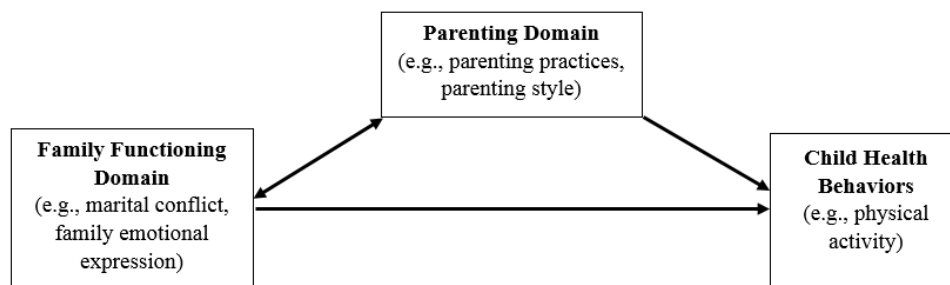 Parenting Domain
(e.g., parenting practices,
parenting style)
Family Functioning
Domain
(e.g., marital conflict,
family emotional
expression)
Child Health
Behaviors
(e.g., physical
activity)